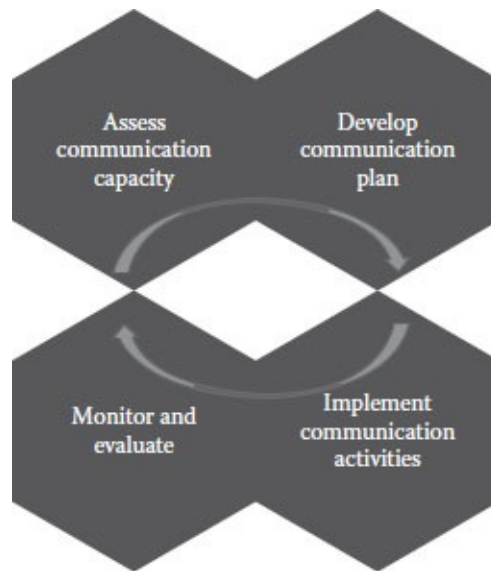 Assess
communication
capacity
Develop
communication
plan
Monitor and
evaluate
Implement
communication
activities